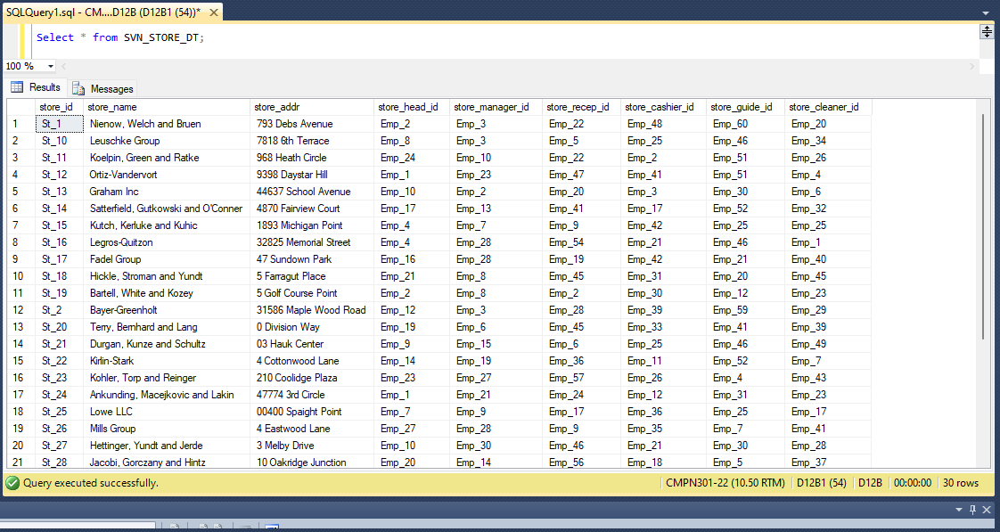 SQLQuery1.sql - CM....D12B (D12B1 (54))*
Select * from SVN_STORE_DT;
100 %
Results Messages
store_id store_name store_addr store_head_id store_manager_id store_recep_id store_cashier_id store_guide_id store_cleaner_id
1 St_1 Nienow, Welch and Bruen 793 Debs Avenue Emp_2 Emp_3 Emp_22 Emp_48 Emp_60 Emp_20
2 St_10 Leuschke Group 7818 6th Terrace Emp_8 Emp_3 Emp_5 Emp_25 Emp_46 Emp_34
3 St_11 Koelpin, Green and Ratke 968 Heath Circle Emp_24 Emp_10 Emp_22 Emp_2 Emp_51 Emp_26
4 St_12 Ortiz-Vandervort 9398 Daystar Hill Emp_1 Emp_23 Emp_47 Emp_41 Emp_51 Emp_4
5 St_13 Graham Inc 44637 School Avenue Emp_10 Emp_2 Emp_20 Emp_3 Emp_30 Emp_6
6 St_14 Satterfield, Gutkowski and O'Conner 4870 Fairview Court Emp_17 Emp_13 Emp_41 Emp_17 Emp_52 Emp_32
7 St_15 Kutch, Kerluke and Kuhic 1893 Michigan Point Emp_4 Emp_7 Emp_9 Emp_42 Emp_25 Emp_25
8 St_16 Legros-Quitzon 32825 Memorial Street Emp_4 Emp_28 Emp_54 Emp_21 Emp_46 Emp_1
9 St_17 Fadel Group 47 Sundown Park Emp_16 Emp_28 Emp_19 Emp_42 Emp_21 Emp_40
10 St_18 Hickle, Stroman and Yundt 5 Farragut Place Emp_21 Emp_8 Emp_45 Emp_31 Emp_20 Emp_45
11 St_19 Bartell, White and Kozey 5 Golf Course Point Emp_2 Emp_8 Emp_2 Emp_30 Emp_12 Emp_23
12 St_2 Bayer-Greenholt 31586 Maple Wood Road Emp_12 Emp_3 Emp_28 Emp_39 Emp_59 Emp_29
13 St_20 Terry, Bernhard and Lang 0 Division Way Emp_19 Emp_6 Emp_45 Emp_33 Emp_41 Emp_39
14 St_21 Durgan, Kunze and Schultz 03 Hauk Center Emp_9 Emp_15 Emp_6 Emp_25 Emp_46 Emp_49
15 St_22 Kirlin-Stark 4 Cottonwood Lane Emp_14 Emp_19 Emp_36 Emp_11 Emp_52 Emp_7
16 St_23 Kohler, Torp and Reinger 210 Coolidge Plaza Emp_23 Emp_27 Emp_57 Emp_26 Emp_4 Emp_43
17 St_24 Ankunding, Macejkovic and Lakin 47774 3rd Circle Emp_1 Emp_21 Emp_24 Emp_12 Emp_31 Emp_23
18 St_25 Lowe LLC 00400 Spaight Point Emp_7 Emp_9 Emp_17 Emp_36 Emp_25 Emp_17
19 St_26 Mills Group 4 Eastwood Lane Emp_27 Emp_28 Emp_9 Emp_35 Emp_7 Emp_41
20 St_27 Hettinger, Yundt and Jerde 3 Melby Drive Emp_10 Emp_30 Emp_46 Emp_21 Emp_30 Emp_28
21 St_28 Jacobi, Gorczany and Hintz 10 Oakridge Junction Emp_20 Emp_14 Emp_56 Emp_18 Emp_5 Emp_37
Query executed successfully. CMPN301-22 (10.50 RTM) D12B1 (54) D12B 00:00:00 30 rows